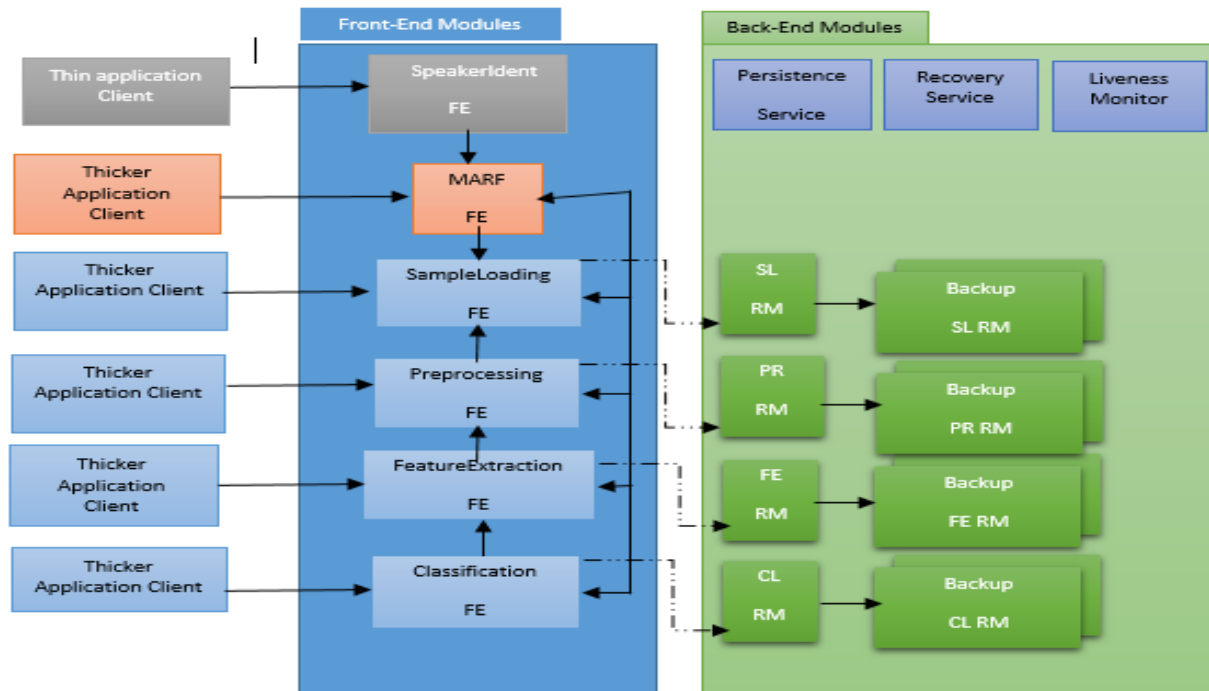 Front-End Modules
Back-End Modules
Thin application
Client
Thicker
Application
Client
Thicker
Application Client
Thicker
Application Client
Thicker
Application
Client
Thicker
Application Client
SpeakerIdent
FE
MARF
FE
SampleLoading
FE
Preprocessing
FE
FeatureExtraction
FE
Classification
FE
Persistence
Service
Recovery
Service
Liveness
Monitor
SL
RM
Backup
SL RM
PR
RM
Backup
PR RM
FE
RM
Backup
FE RM
CL
RM
Backup
CL RM